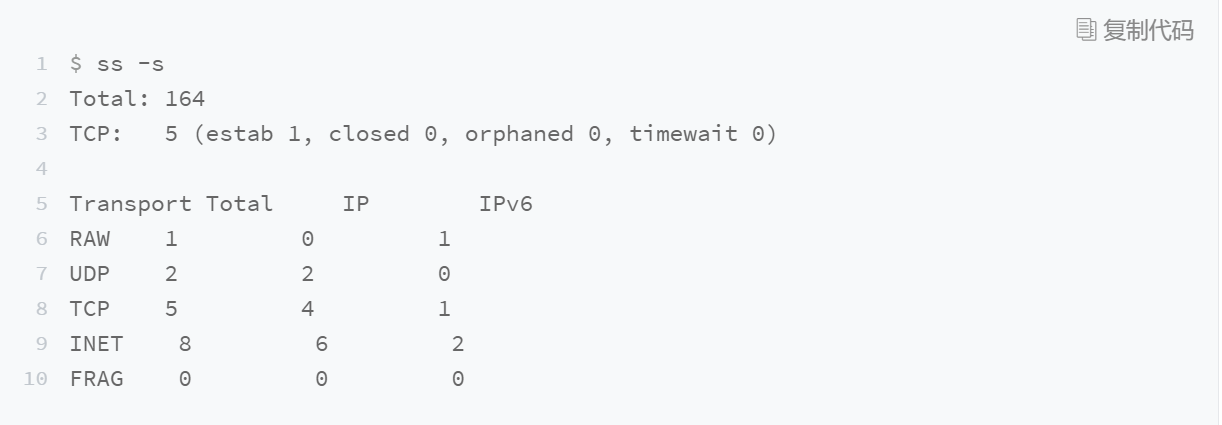 复制代码
1 $ ss -s
2 Total: 164
3 TCP:   5 (estab 1, closed 0, orphaned 0, timewait 0)
4
5 Transport Total     IP        IPv6
6 RAW    1         0         1
7 UDP    2         2         0
8 TCP    5         4         1
9 INET    8         6         2
10 FRAG    0         0         0